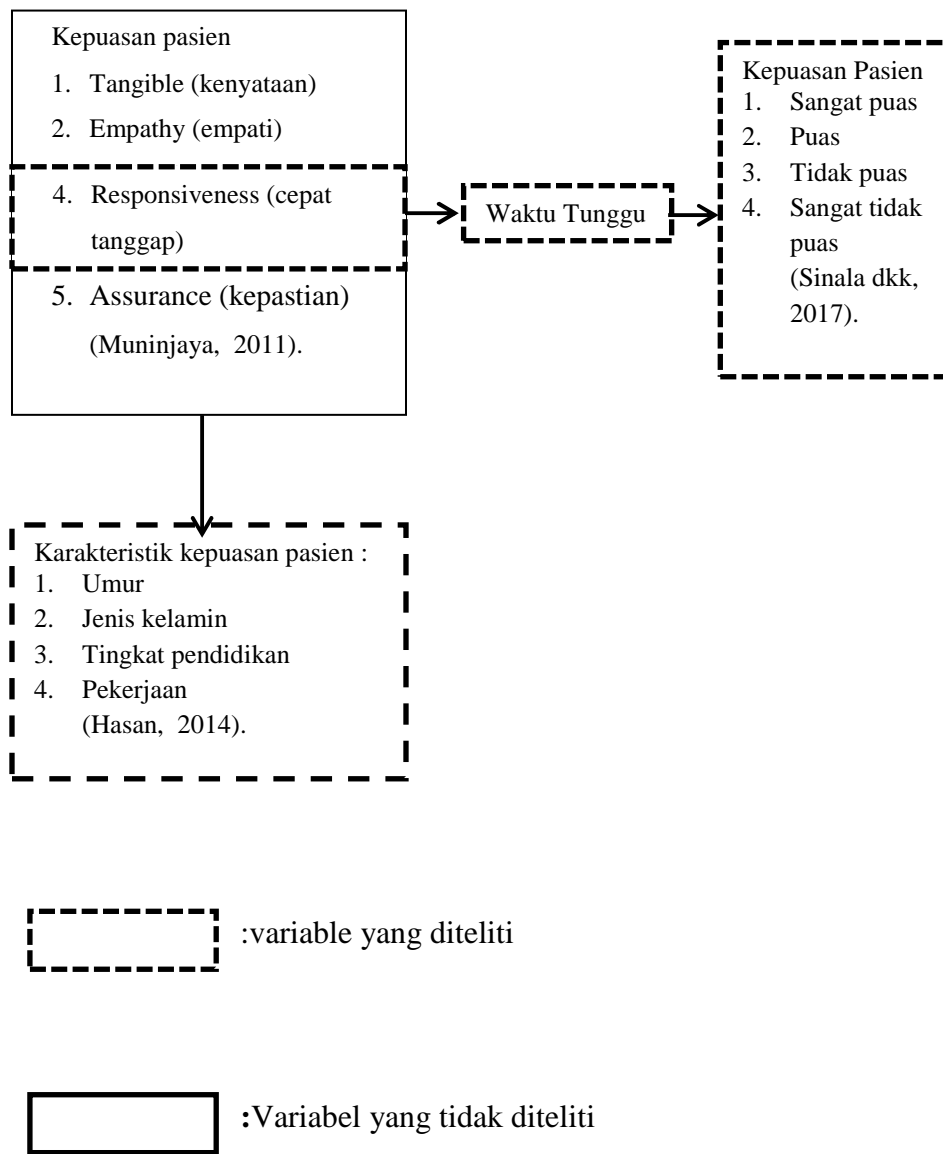 Kepuasan pasien
1. Tangible (kenyataan)
2. Empathy (empati)
4. Responsiveness (cepat
tanggap)
5. Assurance (kepastian)
(Muninjaya, 2011).
Waktu Tunggu
Kepuasan Pasien
1. Sangat puas
2. Puas
3. Tidak puas
4. Sangat tidak
puas
(Sinala dkk,
2017).
Karakteristik kepuasan pasien :
1. Umur
2. Jenis kelamin
3. Tingkat pendidikan
4. Pekerjaan
(Hasan, 2014).
:variable yang diteliti
:Variabel yang tidak diteliti